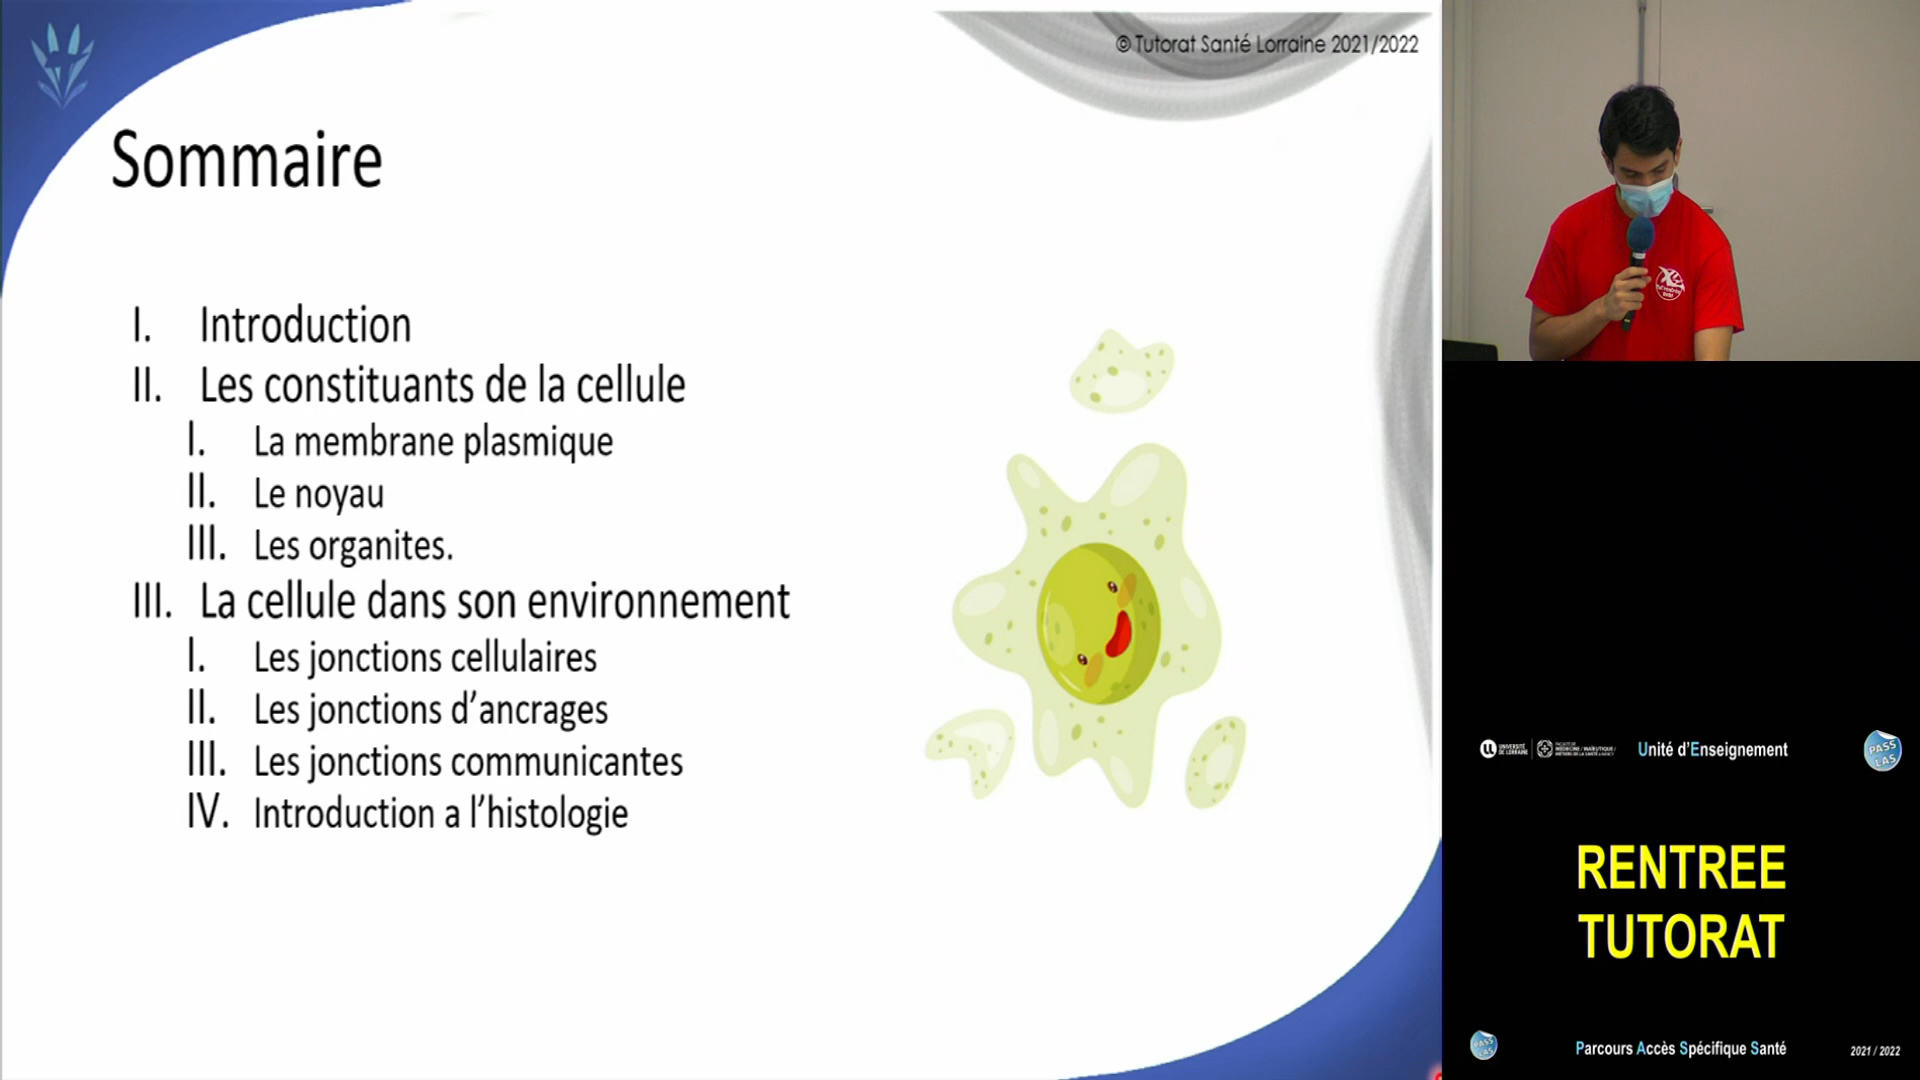 © Tutorat Santé Lorraine 2021/2022
Sommaire
I. Introduction
II. Les constituants de la cellule
I. La membrane plasmique
II. Le noyau
III. Les organites.
III. La cellule dans son environnement
I. Les jonctions cellulaires
II. Les jonctions d’ancrages
III. Les jonctions communicantes
IV. Introduction a l’histologie
UNIVERSITÉ
DE LORRAINE
Unité d’Enseignement
PASS
LAS
RENTREE
TUTORAT
PASS
LAS
Parcours Accès Spécifique Santé
2021 / 2022